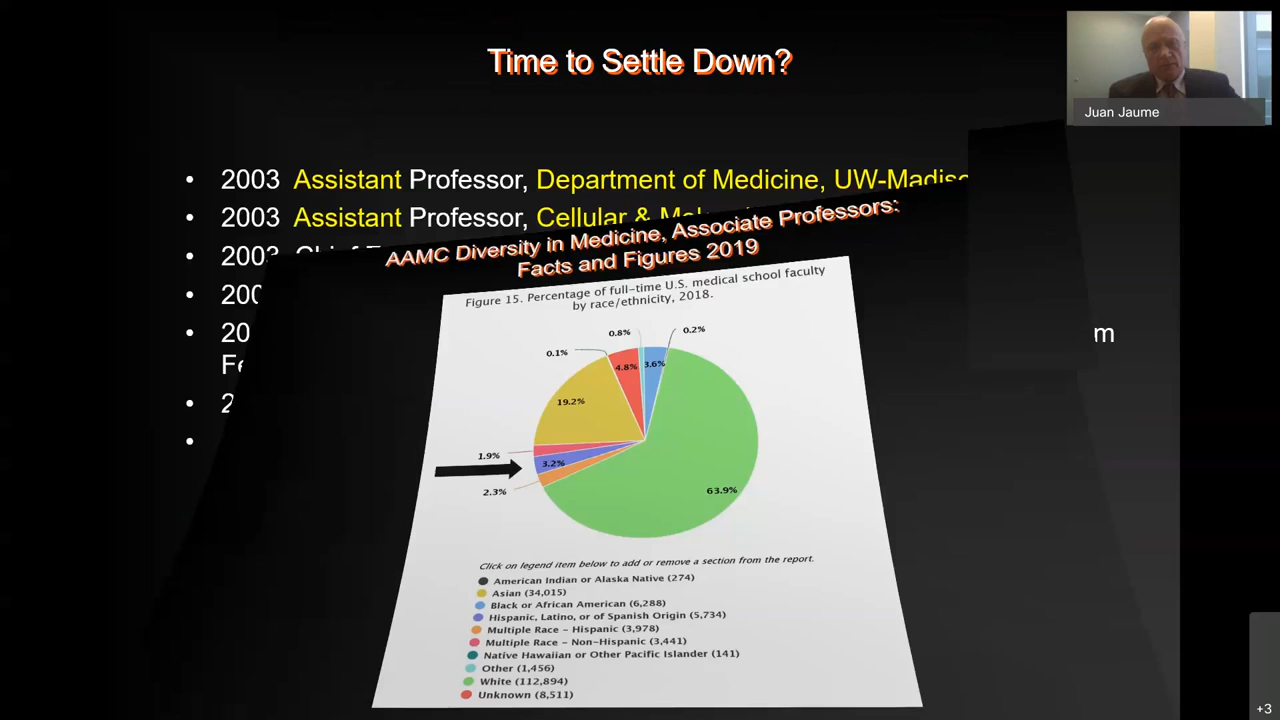 Time to Settle Down?
Juan Jaume
• 2003 Assistant Professor, Department of Medicine, UW-Madiso
• 2003 Assistant Professor, Cellular &
• 2003 Chief
• 200
• 20 m
Fe
• 2
•
AAMC Diversity in Medicine, Associate Professors:
Facts and Figures 2019
Figure 15. Percentage of full-time U.S. medical school faculty
by race/ethnicity, 2018.
0.8% 0.2%
0.1%
4.8% 3.6%
19.2%
1.9%
3.2%
2.3%
63.9%
Click on legend item below to add or remove a section from the report.
American Indian or Alaska Native (274)
Asian (34,015)
Black or African American (6,288)
Hispanic, Latino, or of Spanish Origin (5,734)
Multiple Race - Hispanic (3,978)
Multiple Race - Non-Hispanic (3,441)
Native Hawaiian or Other Pacific Islander (141)
Other (1,456)
White (112,894)
Unknown (8,511)
+3